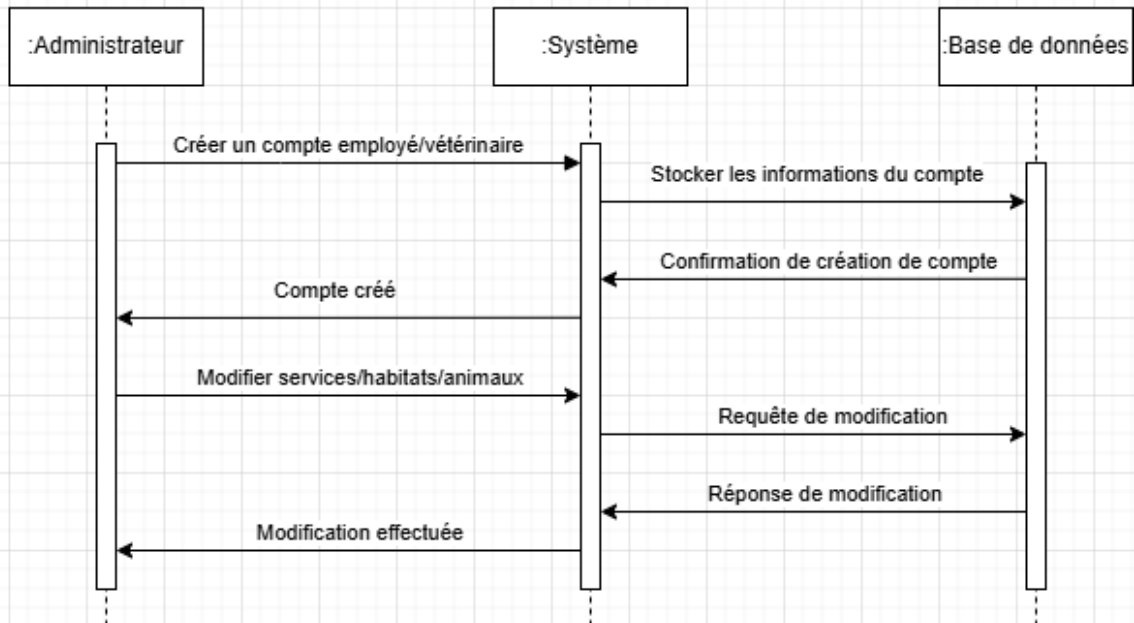 :Administrateur
:Système
:Base de données
Créer un compte employé/vétérinaire
Stocker les informations du compte
Confirmation de création de compte
Compte créé
Modifier services/habitats/animaux
Requête de modification
Réponse de modification
Modification effectuée